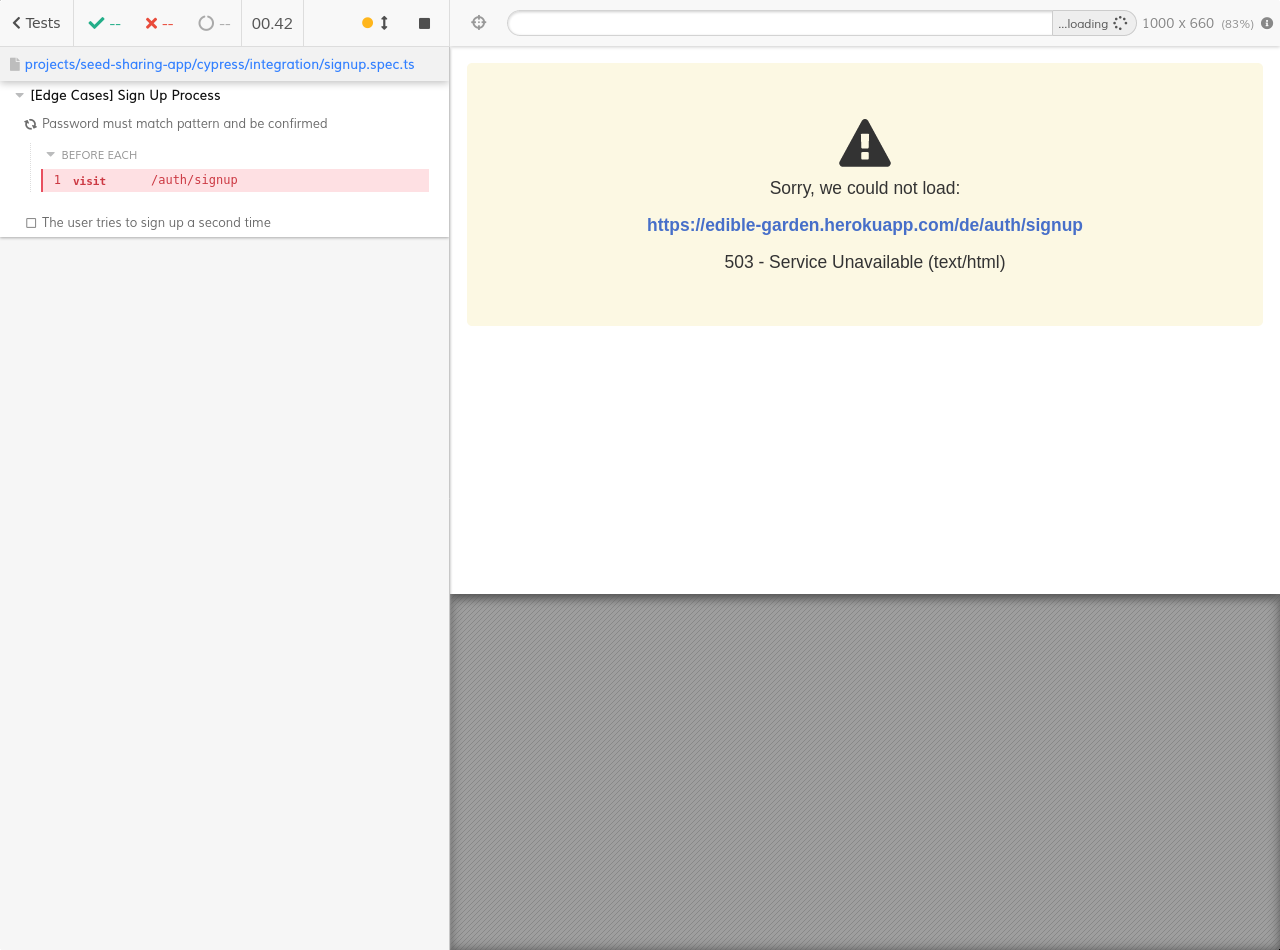 Tests
--
--
--
00.42
...loading
1000 x 660 (83%)
projects/seed-sharing-app/cypress/integration/signup.spec.ts
[Edge Cases] Sign Up Process
Password must match pattern and be confirmed
BEFORE EACH
1 visit /auth/signup
The user tries to sign up a second time
Sorry, we could not load:
https://edible-garden.herokuapp.com/de/auth/signup
503 - Service Unavailable (text/html)